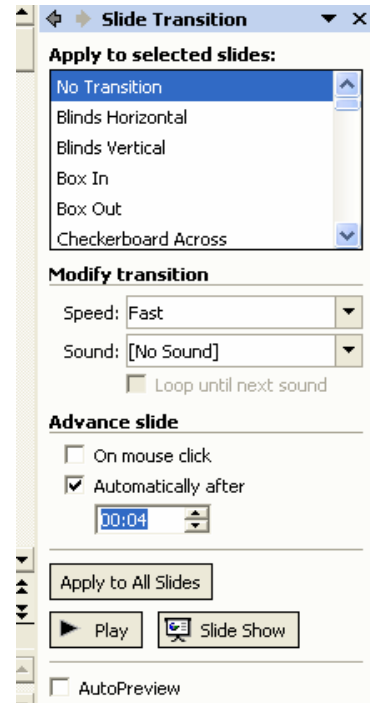 Slide Transition
Apply to selected slides:
No Transition
Blinds Horizontal
Blinds Vertical
Box In
Box Out
Checkerboard Across
Modify transition
Speed: Fast
Sound: [No Sound]
Loop until next sound
Advance slide
On mouse click
Automatically after
00:04
Apply to All Slides
Play Slide Show
AutoPreview